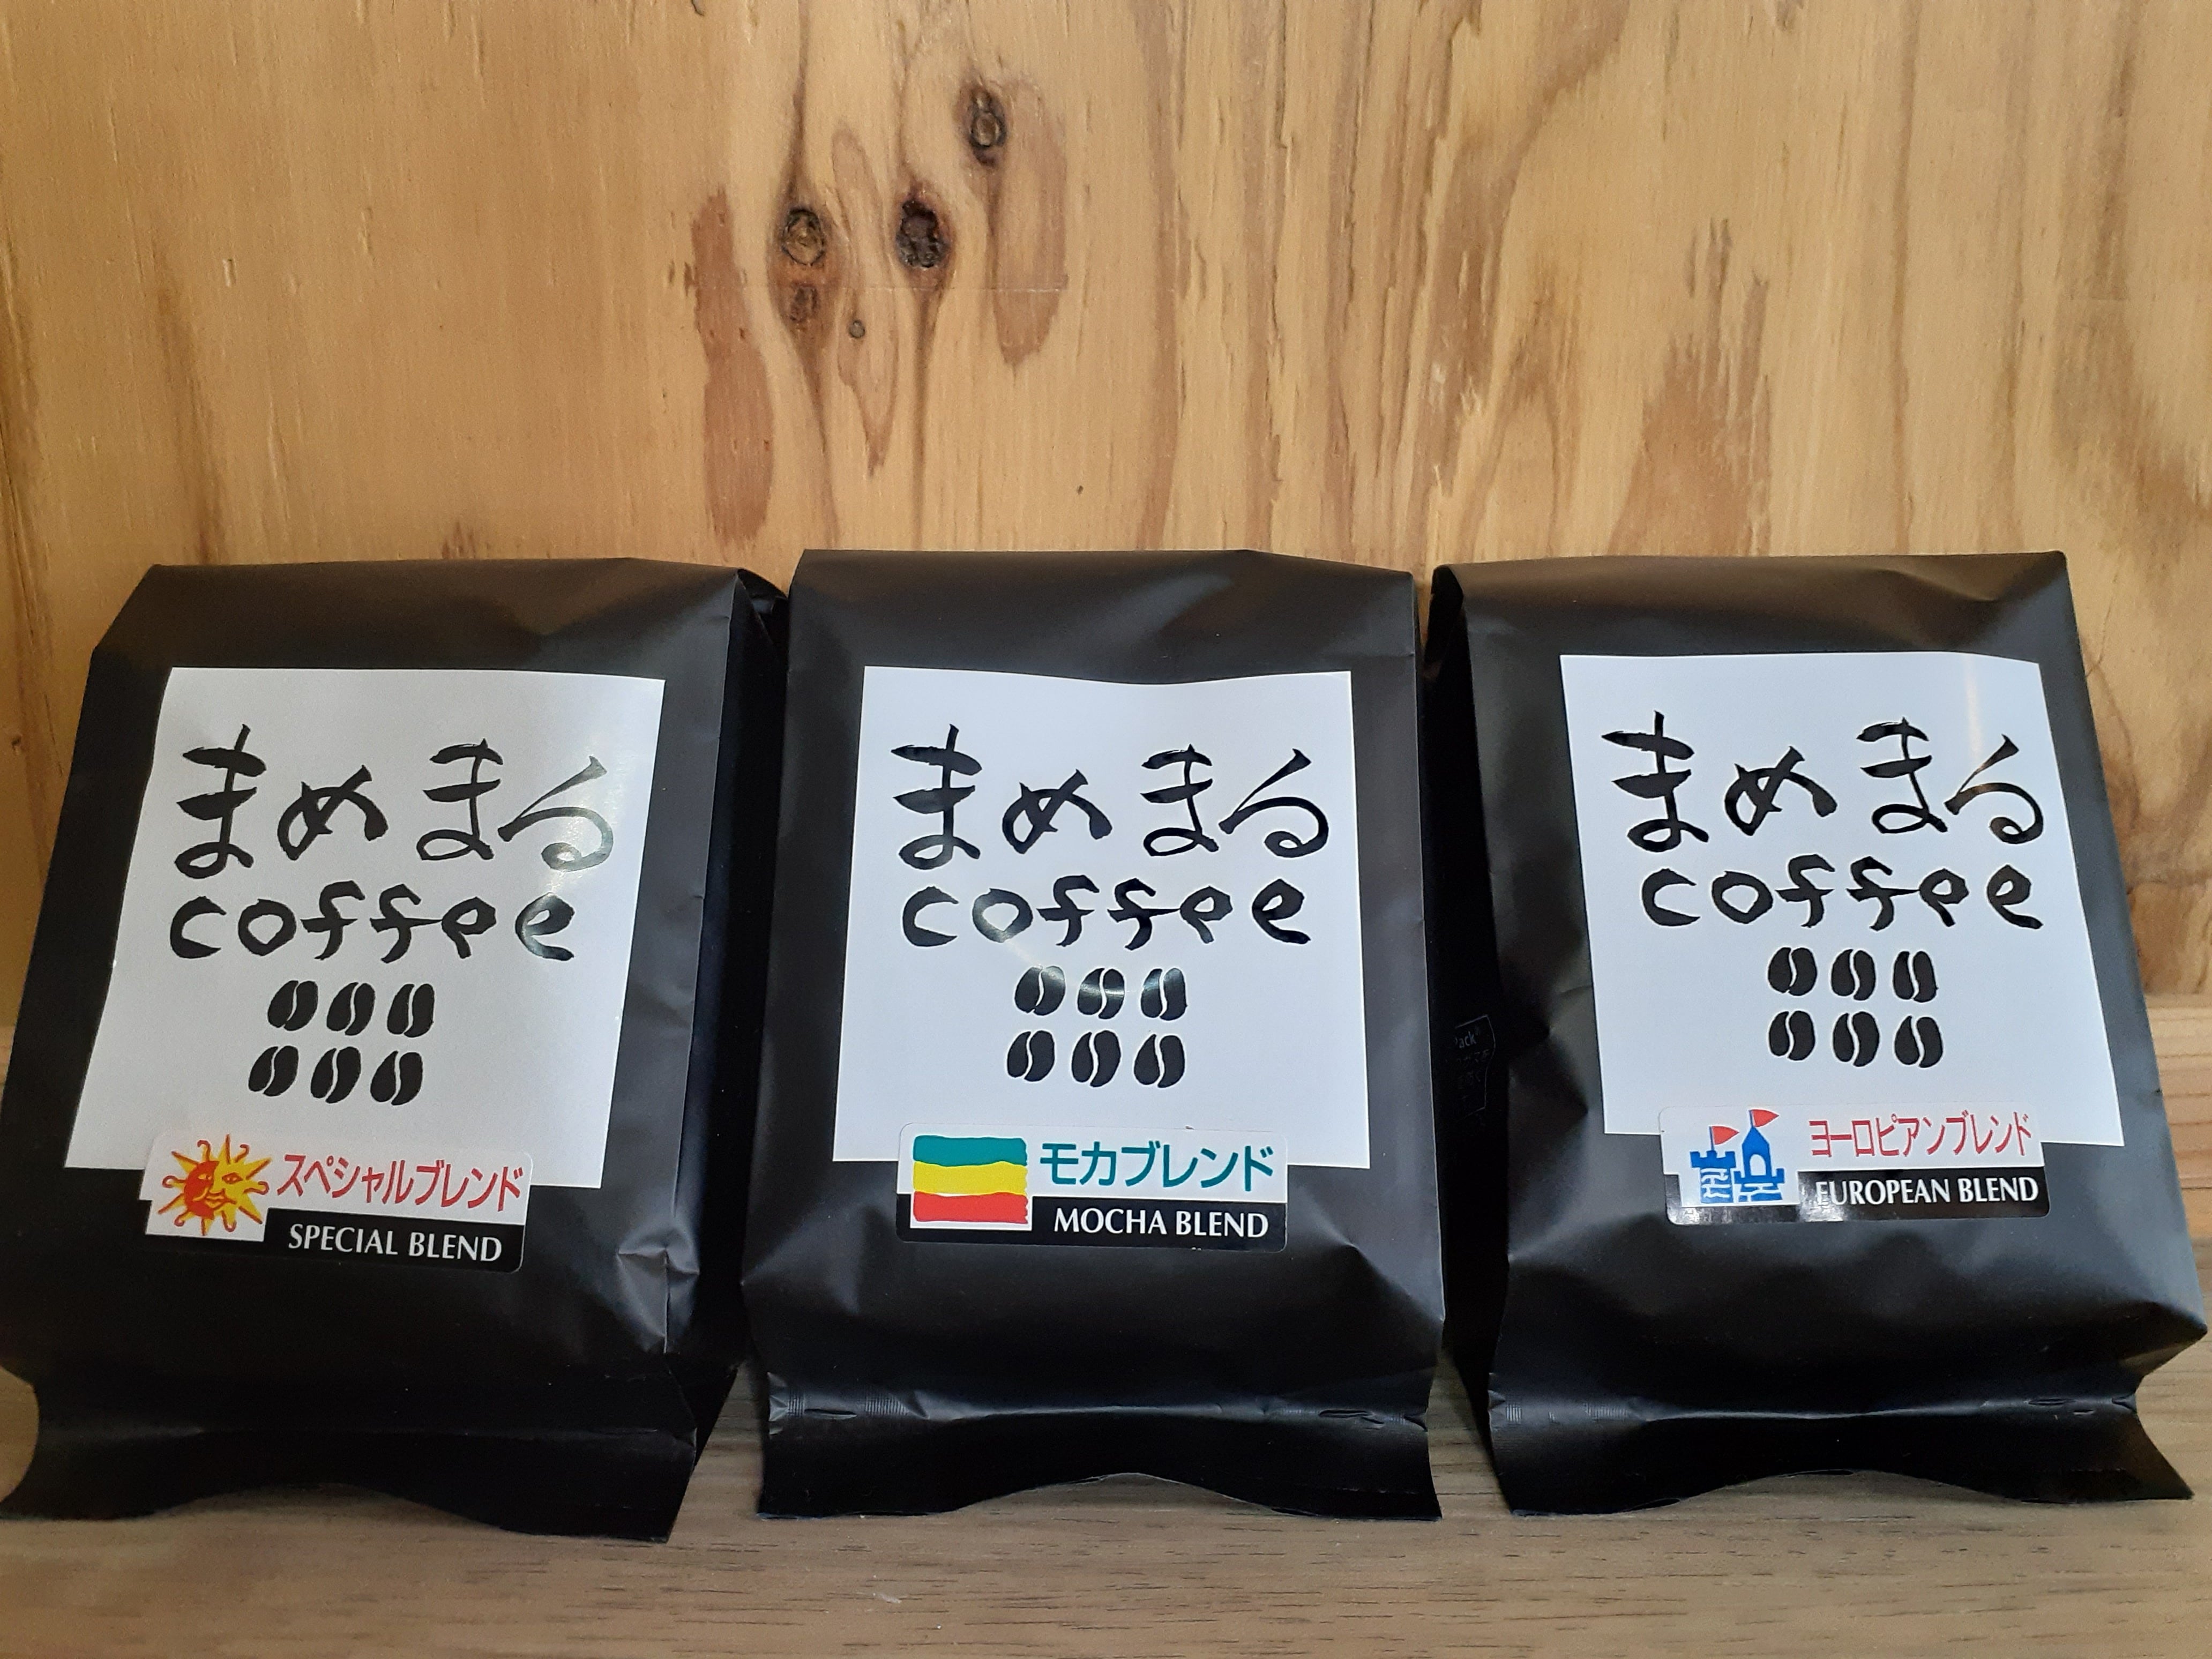 まめまる
coffee
スペシャルブレンド
SPECIAL BLEND
まめまる
coffee
モカブレンド
MOCHA BLEND
まめまる
coffee
ヨーロピアンブレンド
EUROPEAN BLEND